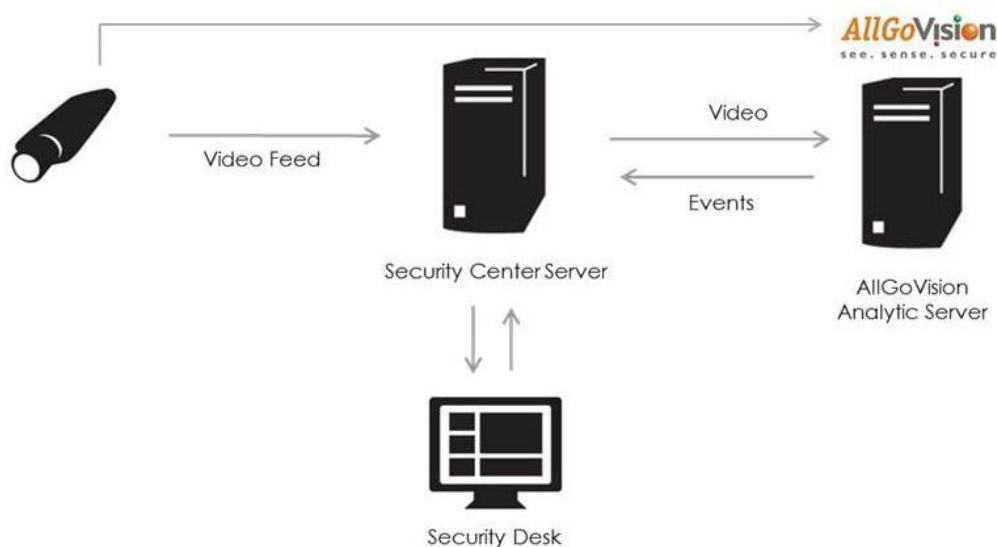 AllGoVision
see. sense. secure
Video Feed
Video
Events
Security Center Server
AllGoVision
Analytic Server
Security Desk